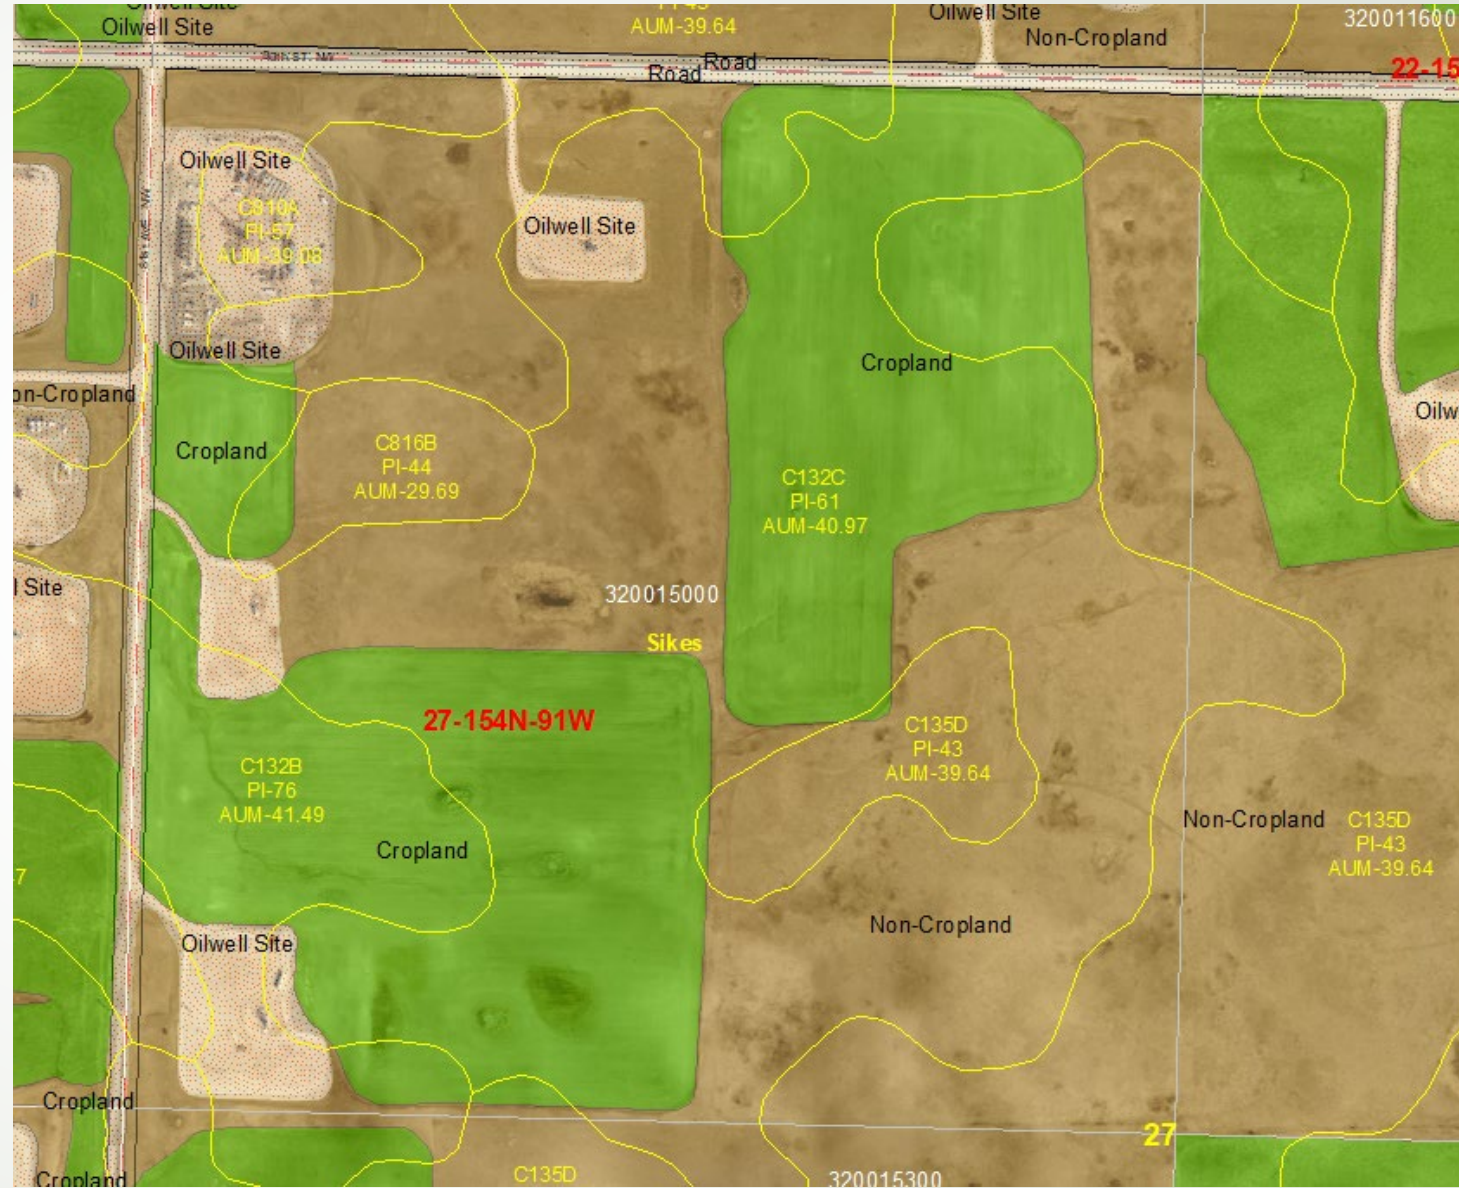 Oilwell Site
Oilwell Site
AUM-39.64
Oilwell Site
Non-Cropland
320011600
Road
Road
22-15
Oilwell Site
C810A
PI-57
AUM-39.08
Oilwell Site
Oilwell Site
Cropland
on-Cropland
Oilw
Cropland
C816B
PI-44
AUM-29.69
C132C
PI-61
AUM-40.97
l Site
320015000
Sikes
27-154N-91W
C135D
PI-43
AUM-39.64
C132B
PI-76
AUM-41.49
Cropland
Non-Cropland
C135D
PI-43
AUM-39.64
7
Non-Cropland
Oilwell Site
Cropland
27
Cropland
C135D
320015300